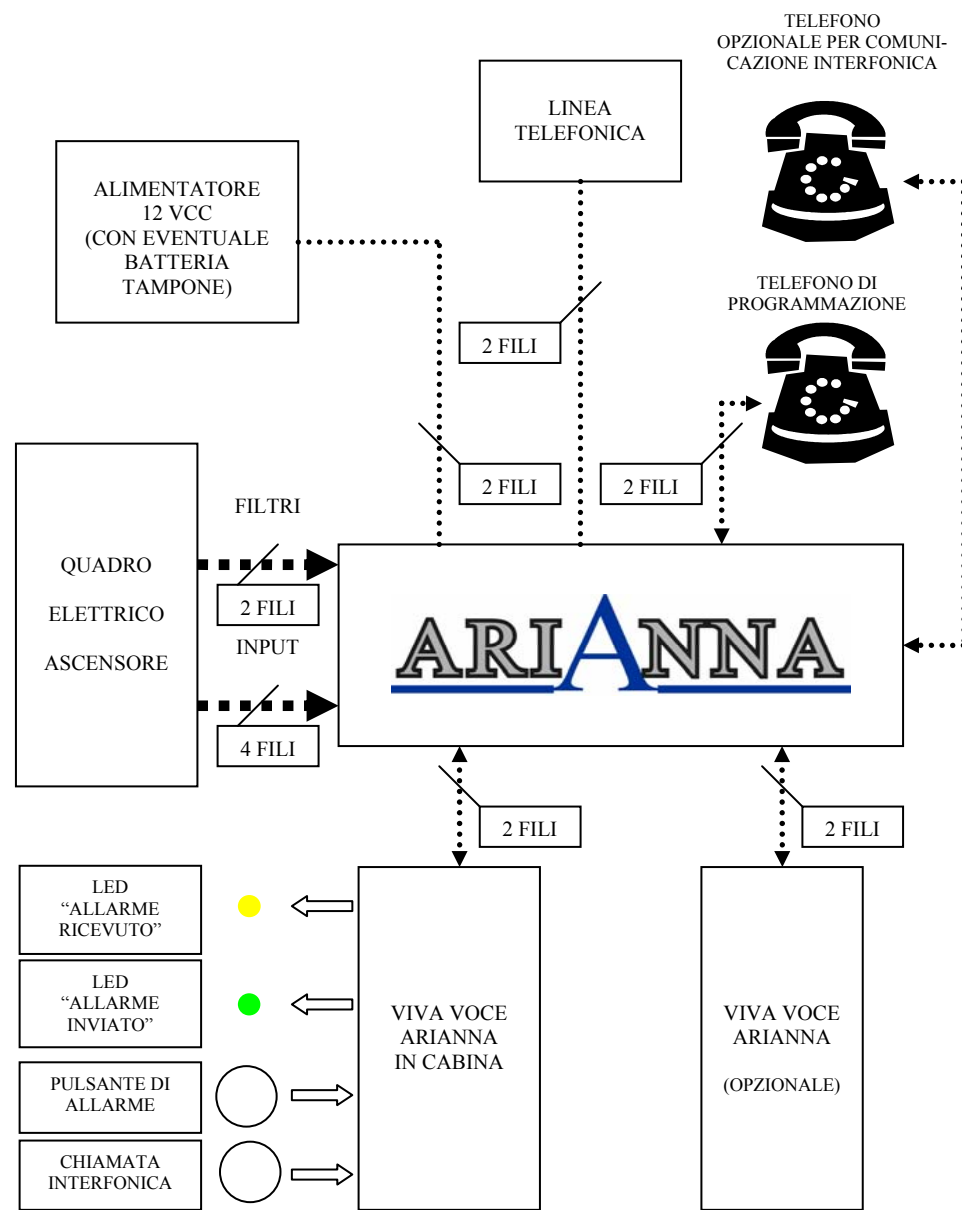 TELEFONO
OPZIONALE PER COMUNI-
CAZIONE INTERFONICA
LINEA
TELEFONICA
ALIMENTATORE
12 VCC
(CON EVENTUALE
BATTERIA
TAMPONE)
TELEFONO DI
PROGRAMMAZIONE
2 FILI
2 FILI
2 FILI
QUADRO
ELETTRICO
ASCENSORE
FILTRI
2 FILI
INPUT
4 FILI
ARIANNA
2 FILI
2 FILI
LED
“ALLARME
RICEVUTO”
LED
“ALLARME
INVIATO”
PULSANTE DI
ALLARME
CHIAMATA
INTERFONICA
VIVA VOCE
ARIANNA
IN CABINA
VIVA VOCE
ARIANNA
(OPZIONALE)